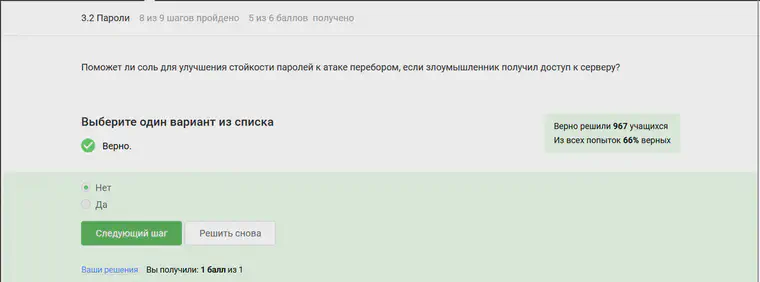 3.2 Пароли 8 из 9 шагов пройдено 5 из 6 баллов получено
Поможет ли соль для улучшения стойкости паролей к атаке перебором, если злоумышленник получил доступ к серверу?
Выберите один вариант из списка
Верно.
Верно решили 967 учащихся
Из всех попыток 66% верных
Нет
Да
Следующий шаг Решить снова
Ваши решения Вы получили: 1 балл из 1